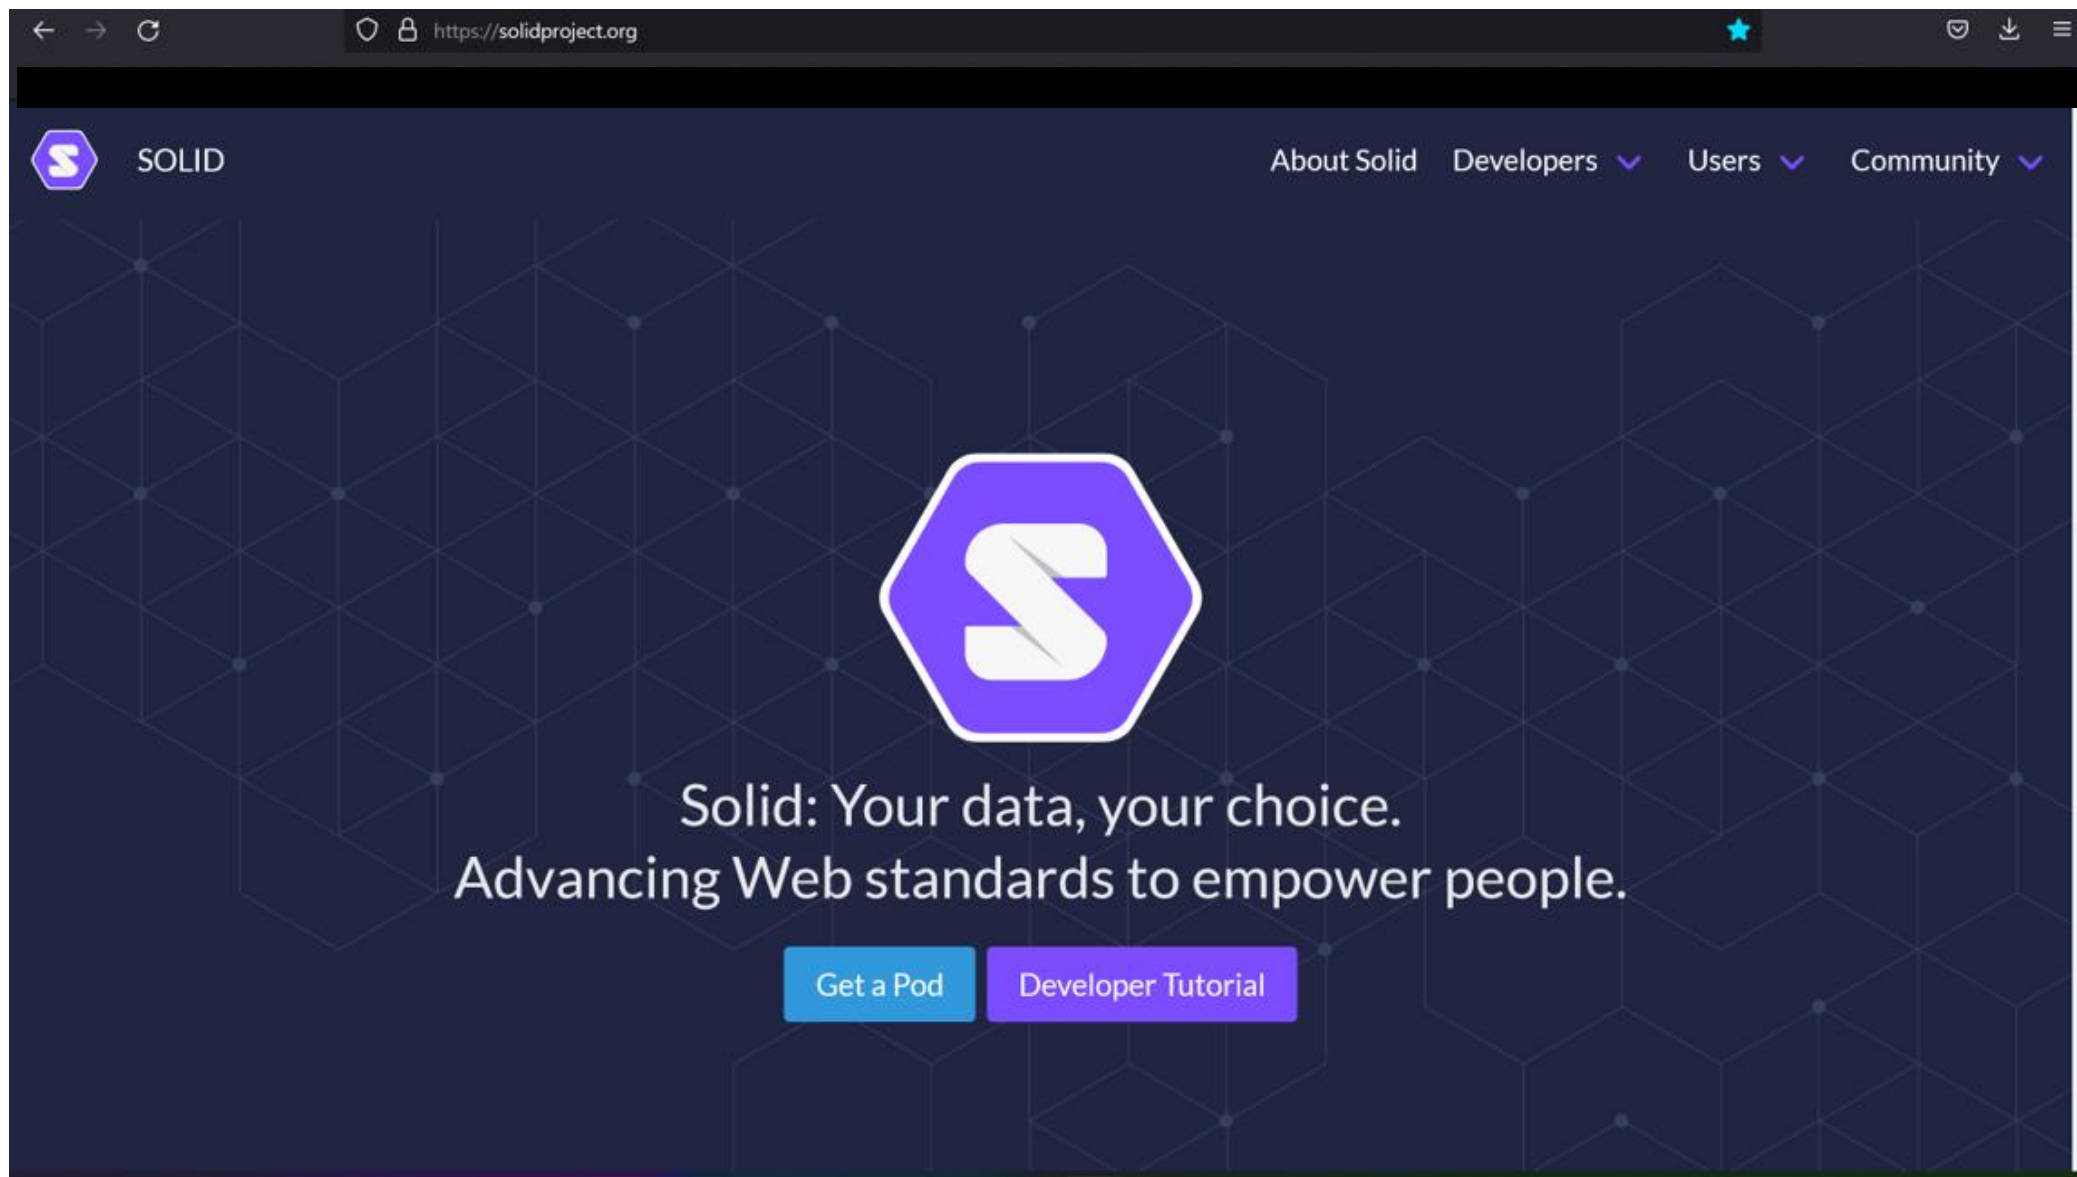 https://solidproject.org
SOLID
About Solid Developers Users Community
S
Solid: Your data, your choice.
Advancing Web standards to empower people.
Get a Pod Developer Tutorial